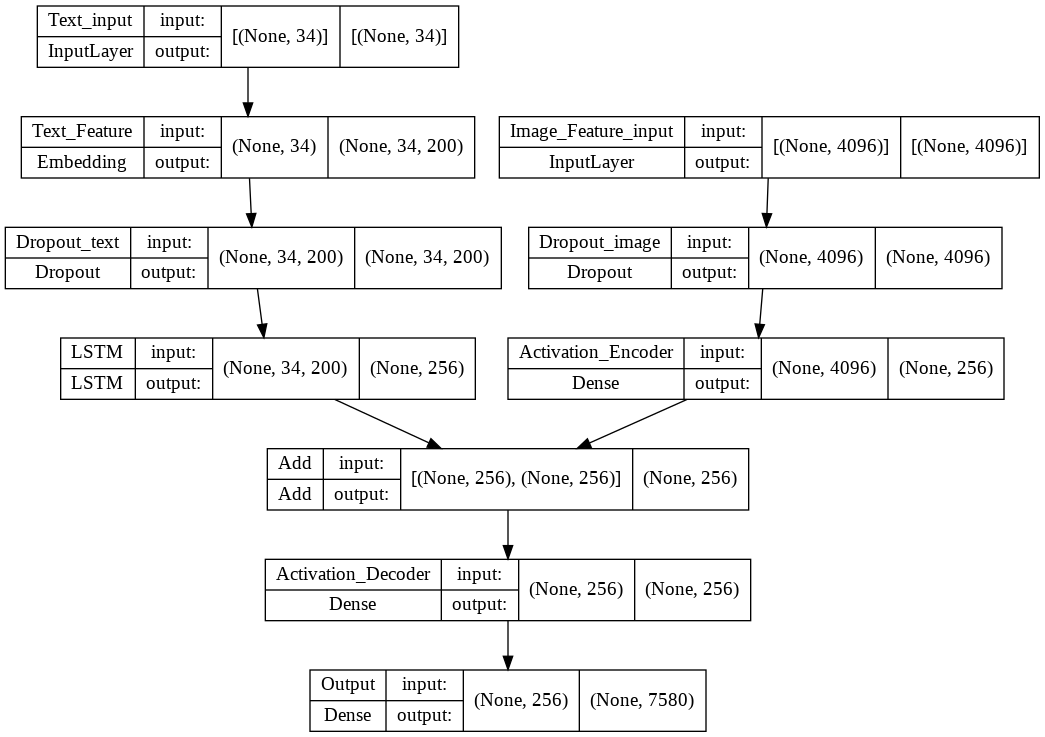 Text_input input: [(None, 34)] [(None, 34)]
InputLayer output:
Text_Feature input: (None, 34) (None, 34, 200)
Embedding output:
Image_Feature_input input: [(None, 4096)] [(None, 4096)]
InputLayer output:
Dropout_text input: (None, 34, 200) (None, 34, 200)
Dropout output:
Dropout_image input: (None, 4096) (None, 4096)
Dropout output:
LSTM input: (None, 34, 200) (None, 256)
LSTM output:
Activation_Encoder input: (None, 4096) (None, 256)
Dense output:
Add input: [(None, 256), (None, 256)] (None, 256)
Add output:
Activation_Decoder input: (None, 256) (None, 256)
Dense output:
Output input: (None, 256) (None, 7580)
Dense output: